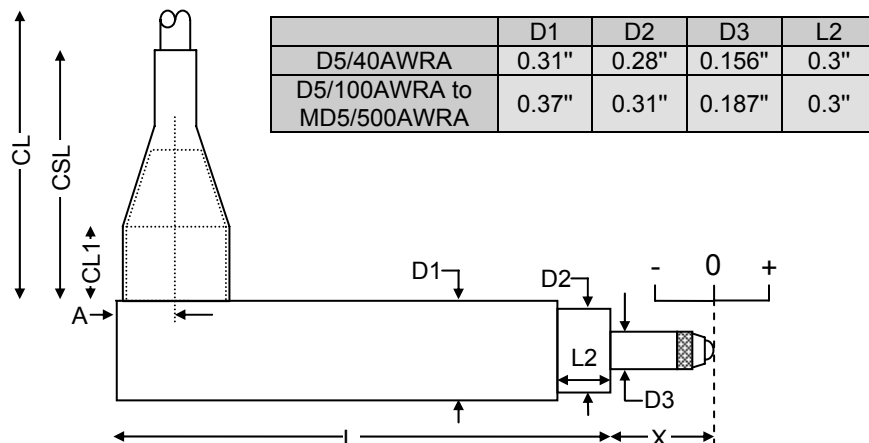 D1 D2 D3 L2
D5/40AWRA 0.31" 0.28" 0.156" 0.3"
D5/100AWRA to
MD5/500AWRA
0.37" 0.31" 0.187" 0.3"
CL
CSL
CL1
A
D1
D2
- 0 +
L2
D3
L
X